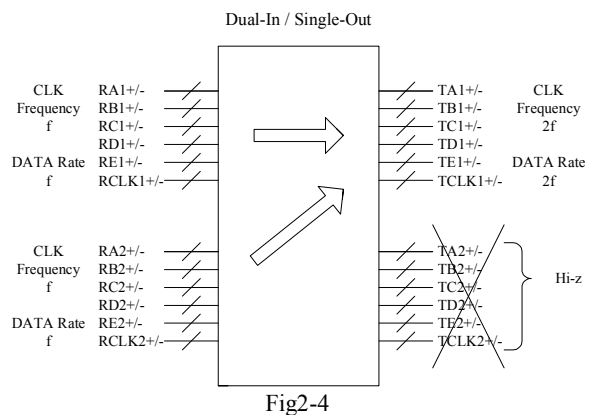 Dual-In / Single-Out
CLK RA1+/- TA1+/- CLK
Frequency RB1+/- TB1+/- Frequency
f RC1+/- TC1+/- 2f
RD1+/- TD1+/-
DATA Rate RE1+/- TE1+/- DATA Rate
f RCLK1+/- TCLK1+/- 2f
CLK RA2+/- TA2+/-
Frequency RB2+/- TB2+/-
f RC2+/- TC2+/- Hi-z
RD2+/- TD2+/-
DATA Rate RE2+/- TE2+/-
f RCLK2+/- TCLK2+/-
Fig2-4